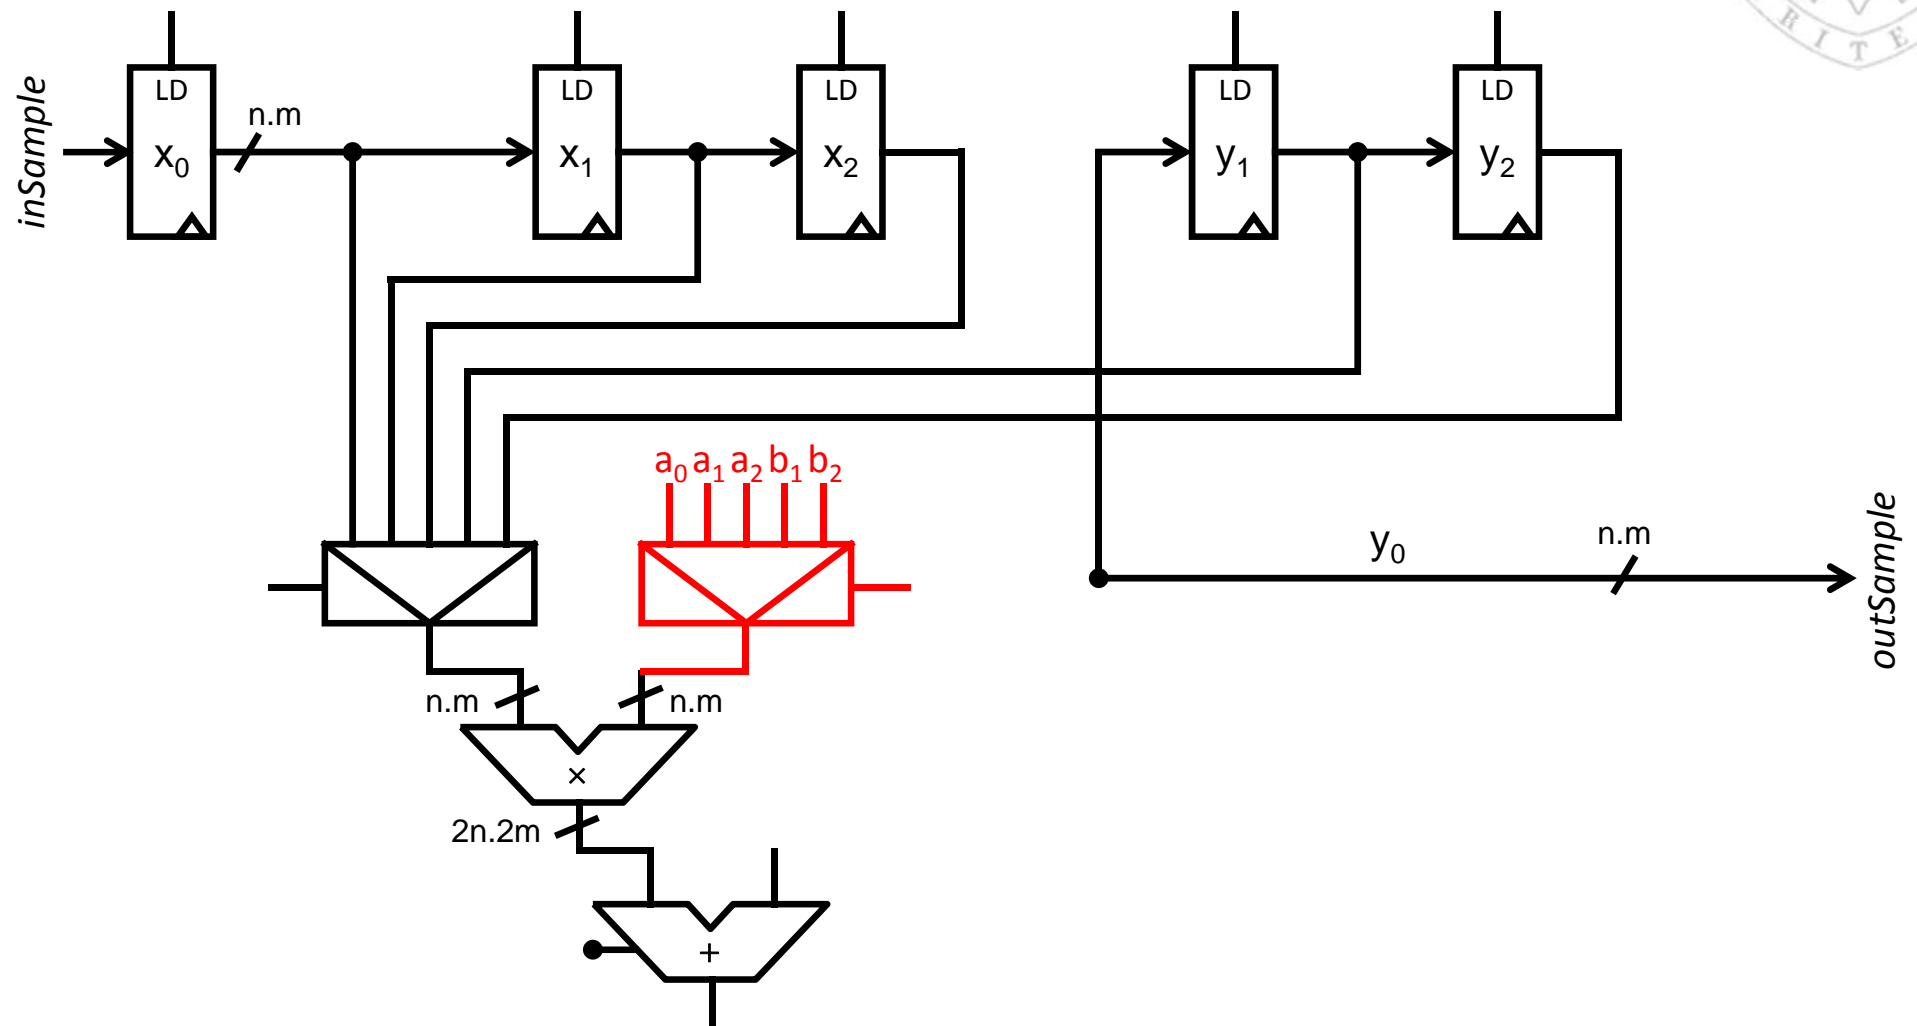 LD LD LD LD LD
inSample
x0 n.m x1 x2 y1 y2
a0 a1 a2 b1 b2
y0 n.m
outSample
n.m n.m
×
2n.2m
+
R I T E